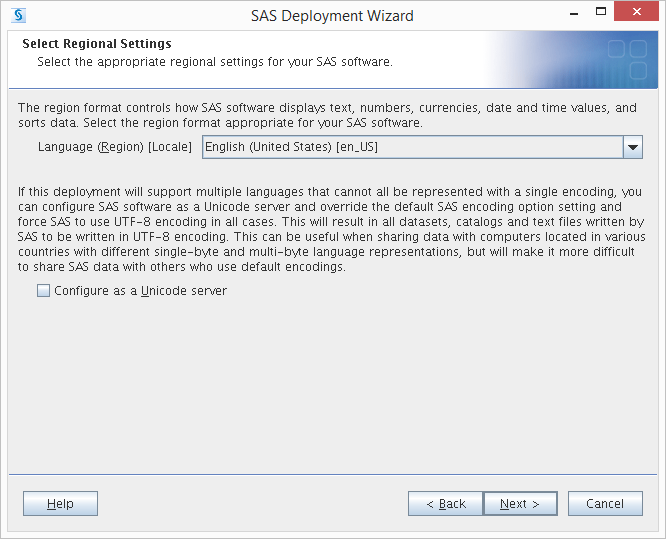 SAS Deployment Wizard
Select Regional Settings
Select the appropriate regional settings for your SAS software.
The region format controls how SAS software displays text, numbers, currencies, date and time values, and
sorts data. Select the region format appropriate for your SAS software.
Language (Region) [Locale] English (United States) [en_US]
If this deployment will support multiple languages that cannot all be represented with a single encoding, you
can configure SAS software as a Unicode server and override the default SAS encoding option setting and
force SAS to use UTF-8 encoding in all cases. This will result in all datasets, catalogs and text files written by
SAS to be written in UTF-8 encoding. This can be useful when sharing data with computers located in various
countries with different single-byte and multi-byte language representations, but will make it more difficult
to share SAS data with others who use default encodings.
Configure as a Unicode server
Help < Back Next > Cancel